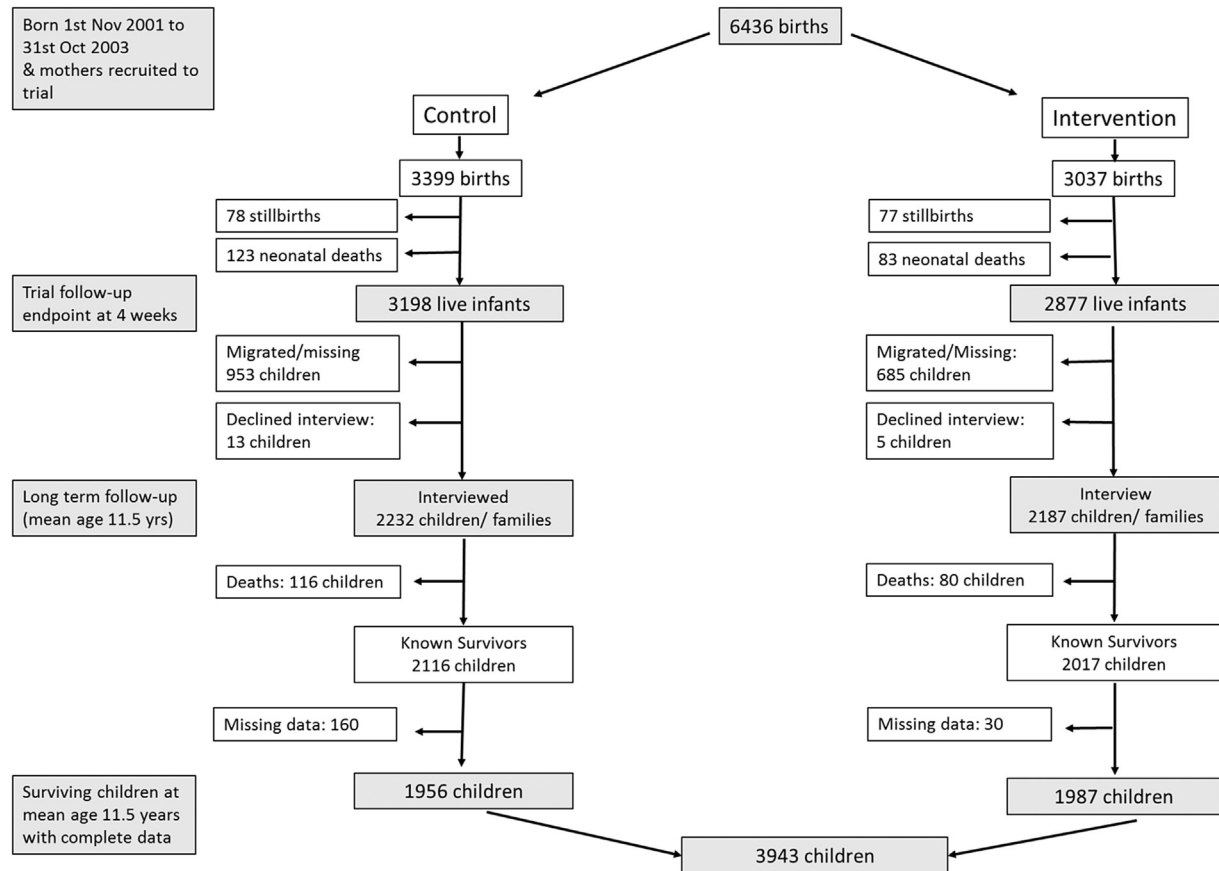 Born 1st Nov 2001 to
31st Oct 2003
& mothers recruited to
trial
6436 births
Control
Intervention
3399 births
3037 births
78 stillbirths
77 stillbirths
123 neonatal deaths
83 neonatal deaths
Trial follow-up
endpoint at 4 weeks
3198 live infants
2877 live infants
Migrated/missing
953 children
Migrated/Missing:
685 children
Declined interview:
13 children
Declined interview:
5 children
Long term follow-up
(mean age 11.5 yrs)
Interviewed
2232 children/ families
Interview
2187 children/ families
Deaths: 116 children
Deaths: 80 children
Known Survivors
2116 children
Known Survivors
2017 children
Missing data: 160
Missing data: 30
Surviving children at
mean age 11.5 years
with complete data
1956 children
1987 children
3943 children